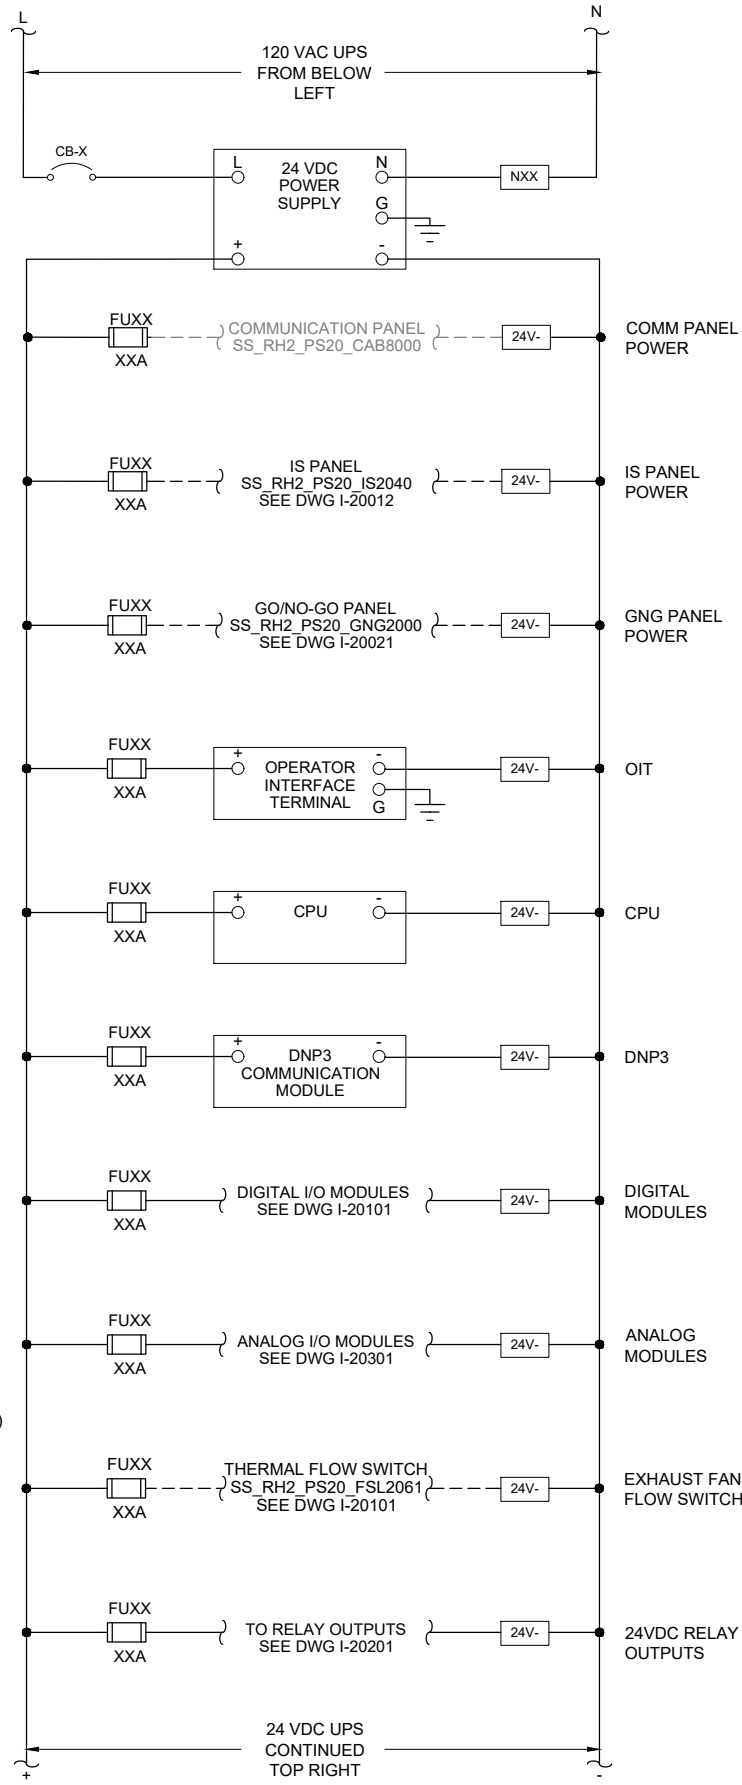 L
N
120 VAC UPS
FROM BELOW
LEFT
CB-X
L
24 VDC
POWER
SUPPLY
N
G
NXX
+
-
FUXX
XXA
COMMUNICATION PANEL
SS_RH2_PS20_CAB8000
24V-
COMM PANEL
POWER
FUXX
XXA
IS PANEL
SS_RH2_PS20_IS2040
SEE DWG I-20012
24V-
IS PANEL
POWER
FUXX
XXA
GO/NO-GO PANEL
SS_RH2_PS20_GNG2000
SEE DWG I-20021
24V-
GNG PANEL
POWER
FUXX
XXA
+
OPERATOR
INTERFACE
TERMINAL
-
G
24V-
OIT
FUXX
XXA
+
CPU
-
24V-
CPU
FUXX
XXA
+
DNP3
COMMUNICATION
MODULE
-
24V-
DNP3
FUXX
XXA
DIGITAL I/O MODULES
SEE DWG I-20101
24V-
DIGITAL
MODULES
FUXX
XXA
ANALOG I/O MODULES
SEE DWG I-20301
24V-
ANALOG
MODULES
)
FUXX
XXA
THERMAL FLOW SWITCH
SS_RH2_PS20_FSL2061
SEE DWG I-20101
24V-
EXHAUST FAN
FLOW SWITCH
FUXX
XXA
TO RELAY OUTPUTS
SEE DWG I-20201
24V-
24VDC RELAY
OUTPUTS
24 VDC UPS
CONTINUED
TOP RIGHT
+
-